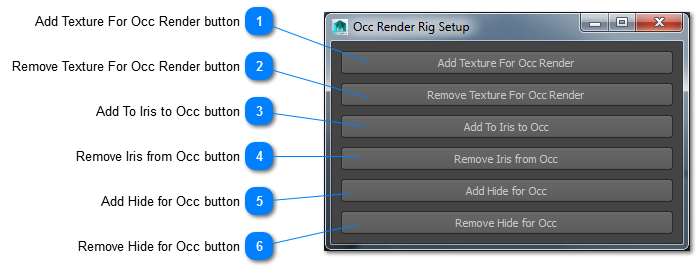 Add Texture For Occ Render button 1
Remove Texture For Occ Render button 2
Add To Iris to Occ button 3
Remove Iris from Occ button 4
Add Hide for Occ button 5
Remove Hide for Occ button 6
Occ Render Rig Setup
Add Texture For Occ Render
Remove Texture For Occ Render
Add To Iris to Occ
Remove Iris from Occ
Add Hide for Occ
Remove Hide for Occ